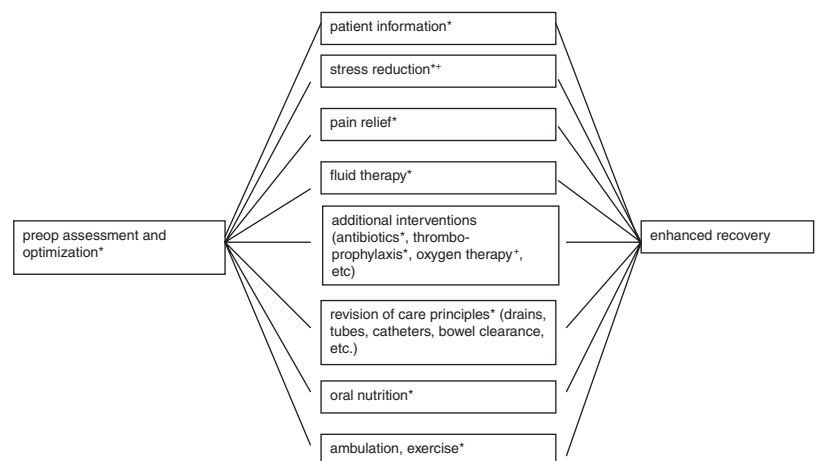 patient information*
stress reduction*+
pain relief*
fluid therapy*
preop assessment and
optimization*
additional interventions
(antibiotics*, thrombo-
prophylaxis*, oxygen therapy+,
etc)
enhanced recovery
revision of care principles* (drains,
tubes, catheters, bowel clearance,
etc.)
oral nutrition*
ambulation, exercise*